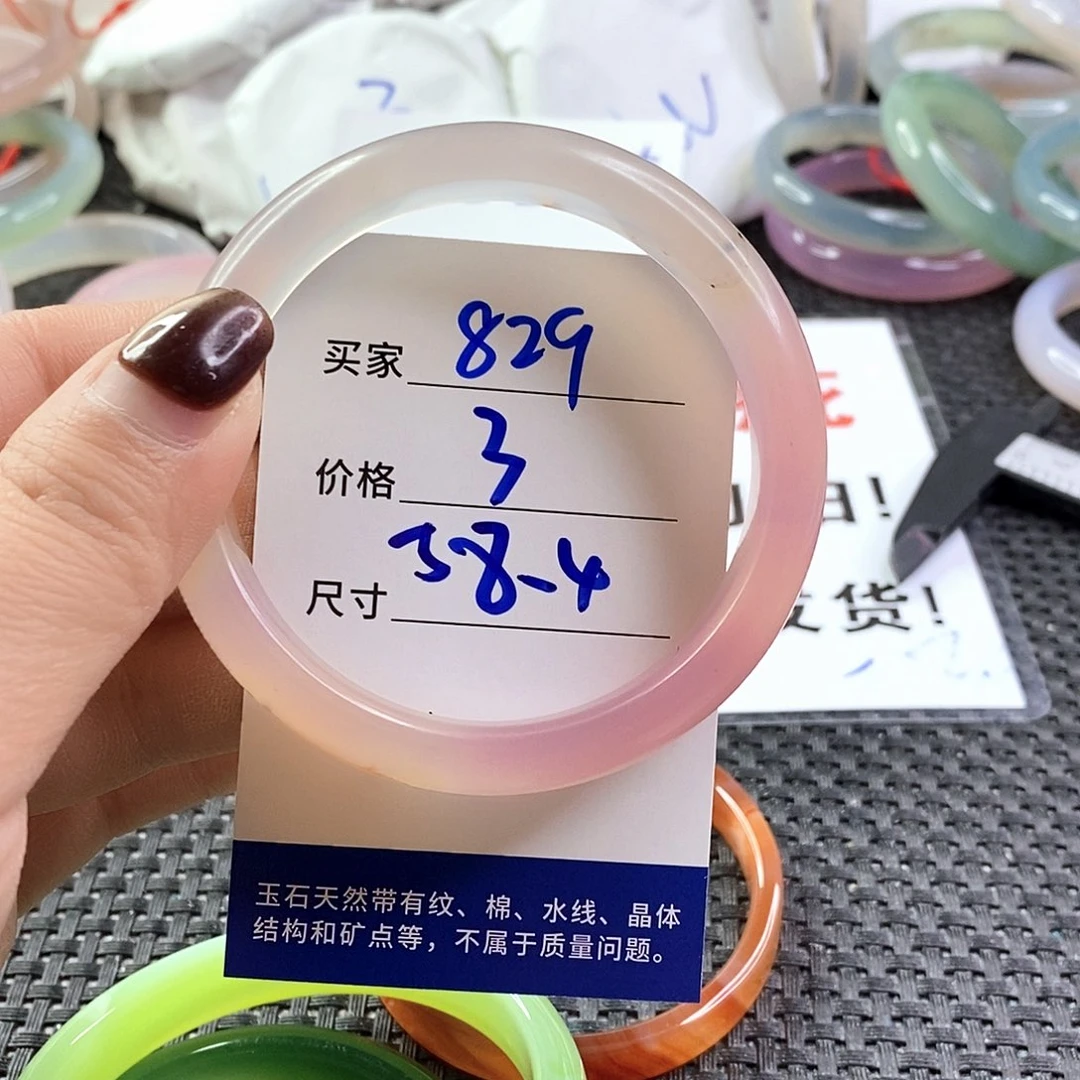 买家 829
价格 3
尺寸 58-4
玉石天然带有纹、棉、水线、晶体
结构和矿点等，不属于质量问题。
发货！